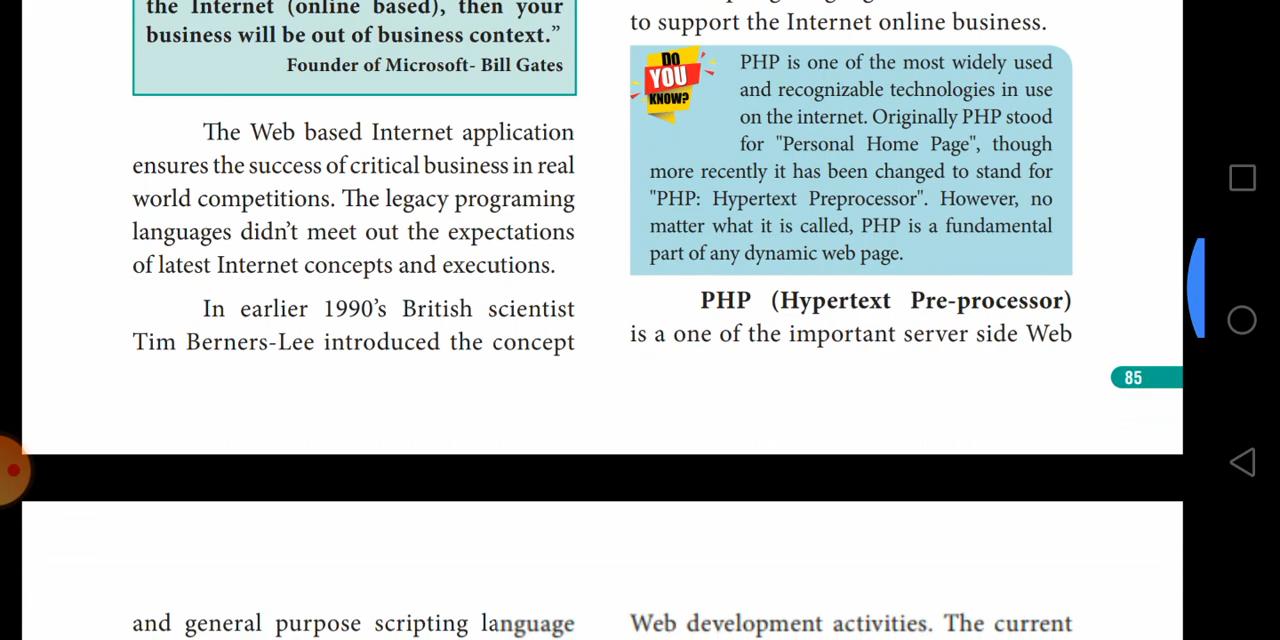 the Internet (online based), then your
business will be out of business context.”
Founder of Microsoft- Bill Gates
The Web based Internet application
ensures the success of critical business in real
world competitions. The legacy programing
languages didn’t meet out the expectations
of latest Internet concepts and executions.
In earlier 1990’s British scientist
Tim Berners-Lee introduced the concept
to support the Internet online business.
DO
YOU
KNOW?
PHP is one of the most widely used
and recognizable technologies in use
on the internet. Originally PHP stood
for "Personal Home Page", though
more recently it has been changed to stand for
"PHP: Hypertext Preprocessor". However, no
matter what it is called, PHP is a fundamental
part of any dynamic web page.
PHP (Hypertext Pre-processor)
is a one of the important server side Web
85
and general purpose scripting language
Web development activities. The current